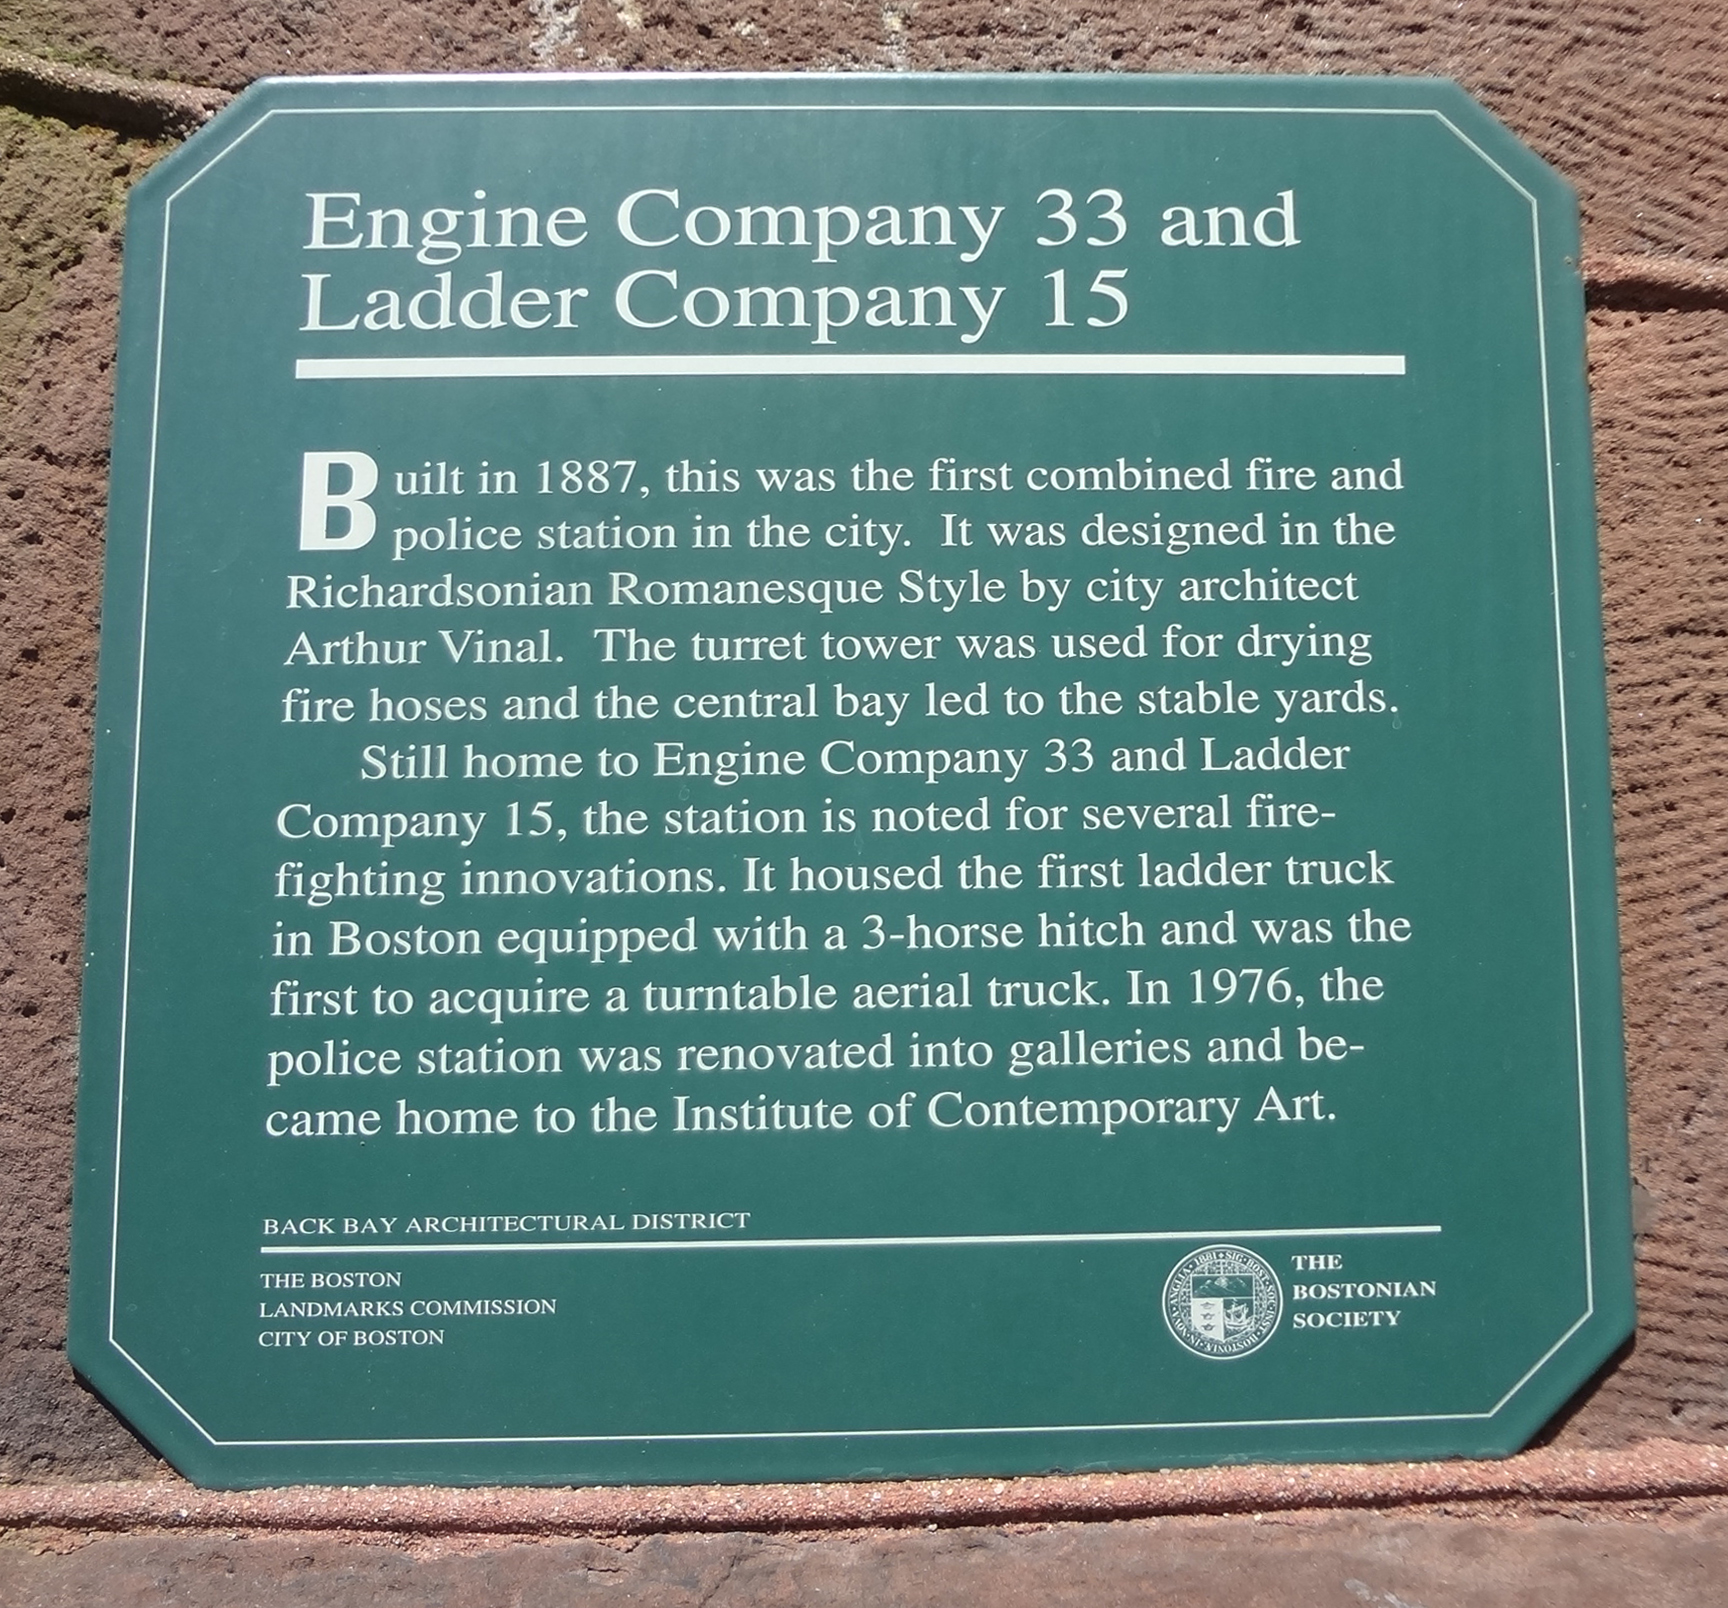 Engine Company 33 and
Ladder Company 15
Built in 1887, this was the first combined fire and
police station in the city. It was designed in the
Richardsonian Romanesque Style by city architect
Arthur Vinal. The turret tower was used for drying
fire hoses and the central bay led to the stable yards.
Still home to Engine Company 33 and Ladder
Company 15, the station is noted for several fire-
fighting innovations. It housed the first ladder truck
in Boston equipped with a 3-horse hitch and was the
first to acquire a turntable aerial truck. In 1976, the
police station was renovated into galleries and be-
came home to the Institute of Contemporary Art.
BACK BAY ARCHITECTURAL DISTRICT
THE BOSTON
LANDMARKS COMMISSION
CITY OF BOSTON
THE
BOSTONIAN
SOCIETY